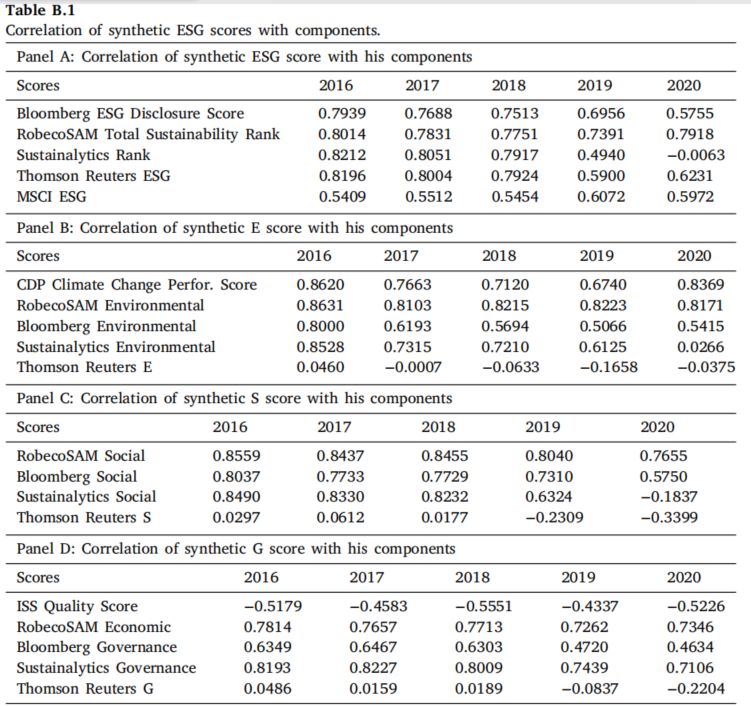 Table B.1
Correlation of synthetic ESG scores with components.
Panel A: Correlation of synthetic ESG score with his components
Scores 2016 2017 2018 2019 2020
Bloomberg ESG Disclosure Score 0.7939 0.7688 0.7513 0.6956 0.5755
RobecoSAM Total Sustainability Rank 0.8014 0.7831 0.7751 0.7391 0.7918
Sustainalytics Rank 0.8212 0.8051 0.7917 0.4940 −0.0063
Thomson Reuters ESG 0.8196 0.8004 0.7924 0.5900 0.6231
MSCI ESG 0.5409 0.5512 0.5454 0.6072 0.5972
Panel B: Correlation of synthetic E score with his components
Scores 2016 2017 2018 2019 2020
CDP Climate Change Perfor. Score 0.8620 0.7663 0.7120 0.6740 0.8369
RobecoSAM Environmental 0.8631 0.8103 0.8215 0.8223 0.8171
Bloomberg Environmental 0.8000 0.6193 0.5694 0.5066 0.5415
Sustainalytics Environmental 0.8528 0.7315 0.7210 0.6125 0.0266
Thomson Reuters E 0.0460 −0.0007 −0.0633 −0.1658 −0.0375
Panel C: Correlation of synthetic S score with his components
Scores 2016 2017 2018 2019 2020
RobecoSAM Social 0.8559 0.8437 0.8455 0.8040 0.7655
Bloomberg Social 0.8037 0.7733 0.7729 0.7310 0.5750
Sustainalytics Social 0.8490 0.8330 0.8232 0.6324 −0.1837
Thomson Reuters S 0.0297 0.0612 0.0177 −0.2309 −0.3399
Panel D: Correlation of synthetic G score with his components
Scores 2016 2017 2018 2019 2020
ISS Quality Score −0.5179 −0.4583 −0.5551 −0.4337 −0.5226
RobecoSAM Economic 0.7814 0.7657 0.7713 0.7262 0.7346
Bloomberg Governance 0.6349 0.6467 0.6303 0.4720 0.4634
Sustainalytics Governance 0.8193 0.8227 0.8009 0.7439 0.7106
Thomson Reuters G 0.0486 0.0159 0.0189 −0.0837 −0.2204